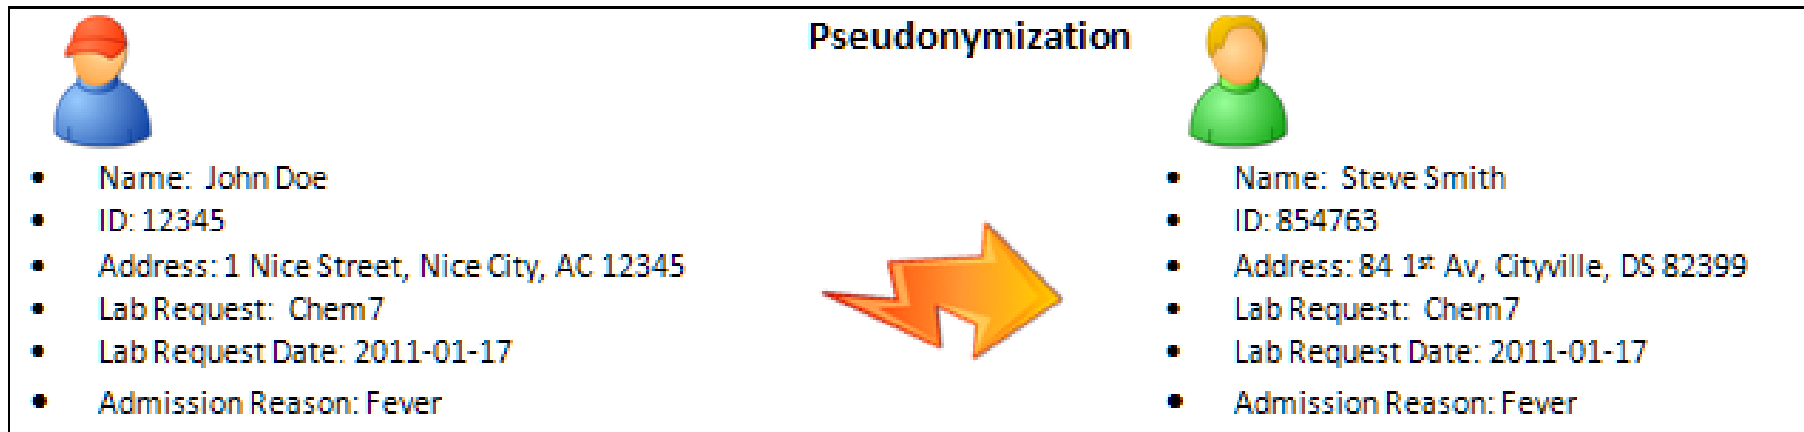 Pseudonymization
• Name: John Doe
• ID: 12345
• Address: 1 Nice Street, Nice City, AC 12345
• Lab Request: Chem7
• Lab Request Date: 2011-01-17
• Admission Reason: Fever
• Name: Steve Smith
• ID: 854763
• Address: 84 1st Av, Cityville, DS 82399
• Lab Request: Chem7
• Lab Request Date: 2011-01-17
• Admission Reason: Fever